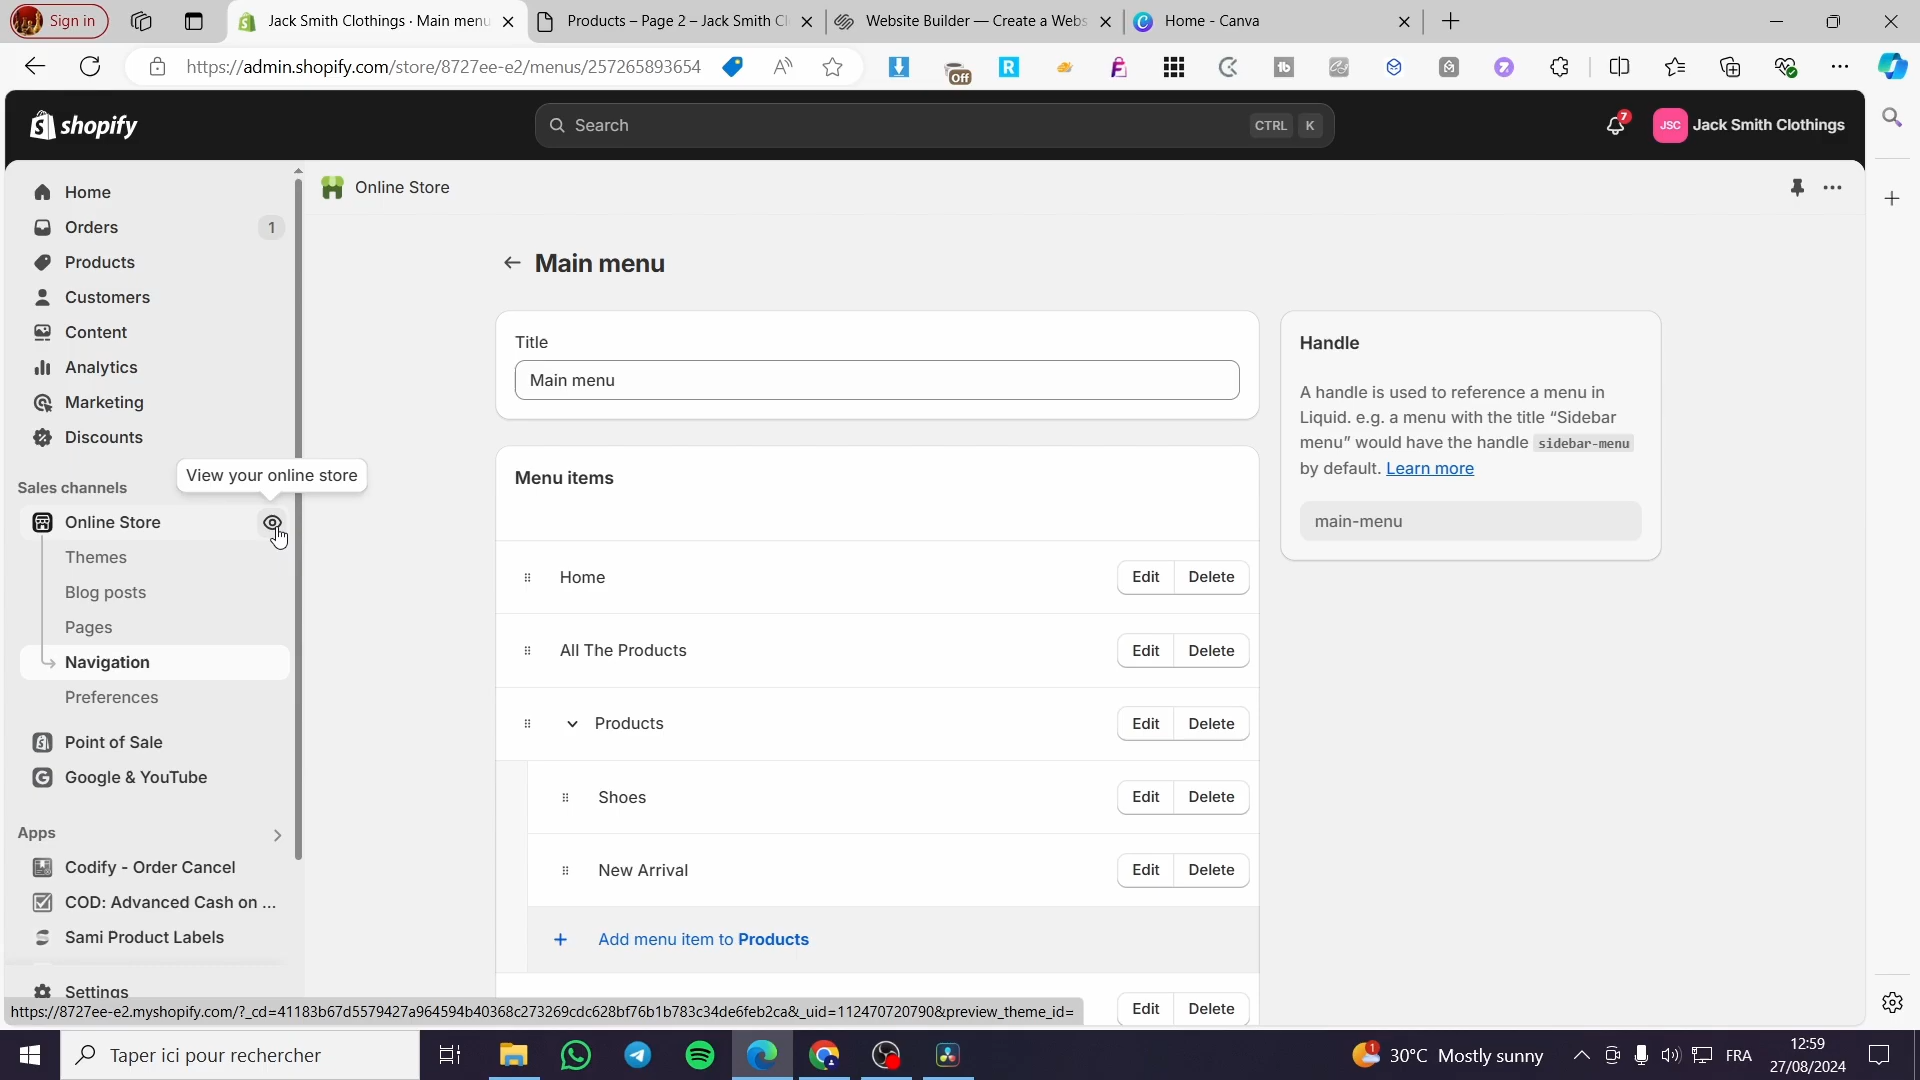 Sign in
Jack Smith Clothings · Main menu
Products – Page 2 – Jack Smith Cl
Website Builder — Create a Webs
Home - Canva
https://admin.shopify.com/store/8727ee-e2/menus/257265893654
Off
shopify
Search
CTRL K
7
JSC
Jack Smith Clothings
Home
Orders
1
Products
Customers
Content
Analytics
Marketing
Discounts
Sales channels
View your online store
Online Store
Themes
Blog posts
Pages
Navigation
Preferences
Point of Sale
Google & YouTube
Apps
Codify - Order Cancel
COD: Advanced Cash on ...
Sami Product Labels
Settings
Online Store
Main menu
Title
Main menu
Menu items
Home
Edit Delete
All The Products
Edit Delete
Products
Edit Delete
Shoes
Edit Delete
New Arrival
Edit Delete
Add menu item to Products
Edit Delete
Handle
A handle is used to reference a menu in
Liquid. e.g. a menu with the title “Sidebar
menu” would have the handle sidebar-menu
by default. Learn more
main-menu
https://8727ee-e2.myshopify.com/?_cd=41183b67d5579427a964594b40368c273269cdc628bf76b1b783c34de6feb2ca&_uid=112470720790&preview_theme_id=
Taper ici pour rechercher
1
30°C Mostly sunny
FRA
12:59
27/08/2024